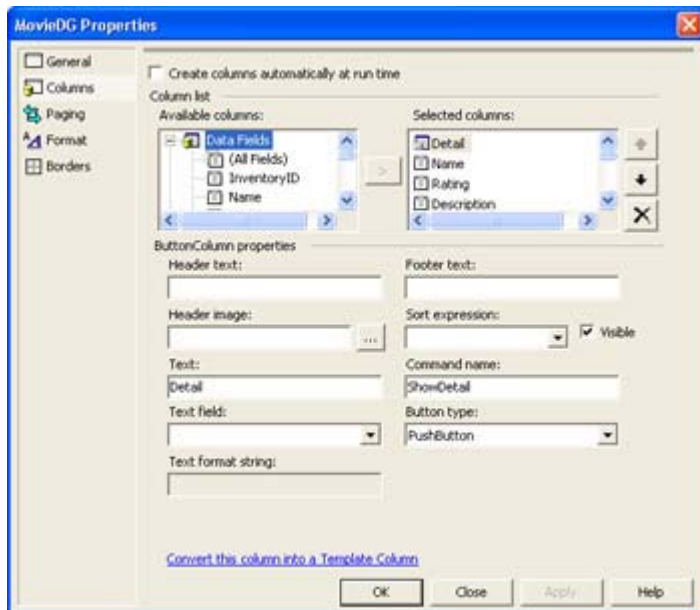 MovieDG Properties
General
Columns
Paging
Format
Borders
Create columns automatically at run time
Column list
Available columns:
Data Fields
(All Fields)
InventoryID
Name
>
Selected columns:
Detail
Name
Rating
Description
ButtonColumn properties
Header text:
Footer text:
Header image:
...
Sort expression:
Visible
Text:
Detail
Command name:
ShowDetail
Text field:
Button type:
PushButton
Text format string:
Convert this column into a Template Column
OK
Close
Apply
Help